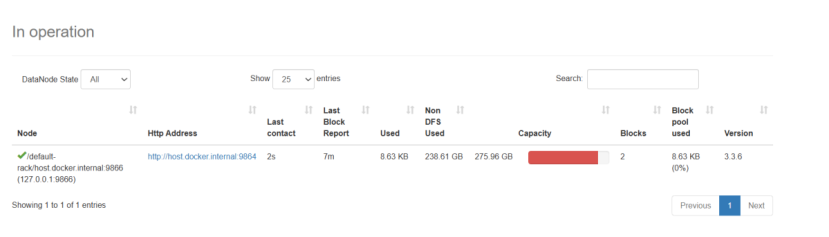 In operation
DataNode State All Show 25 entries Search:
Node Http Address Last contact Last Block Report Used Non DFS Used Capacity Blocks Block pool used Version
/default-rack/host.docker.internal:9866 (127.0.0.1:9866) http://host.docker.internal:9864 2s 7m 8.63 KB 238.61 GB 275.96 GB 2 8.63 KB (0%) 3.3.6
Showing 1 to 1 of 1 entries Previous 1 Next